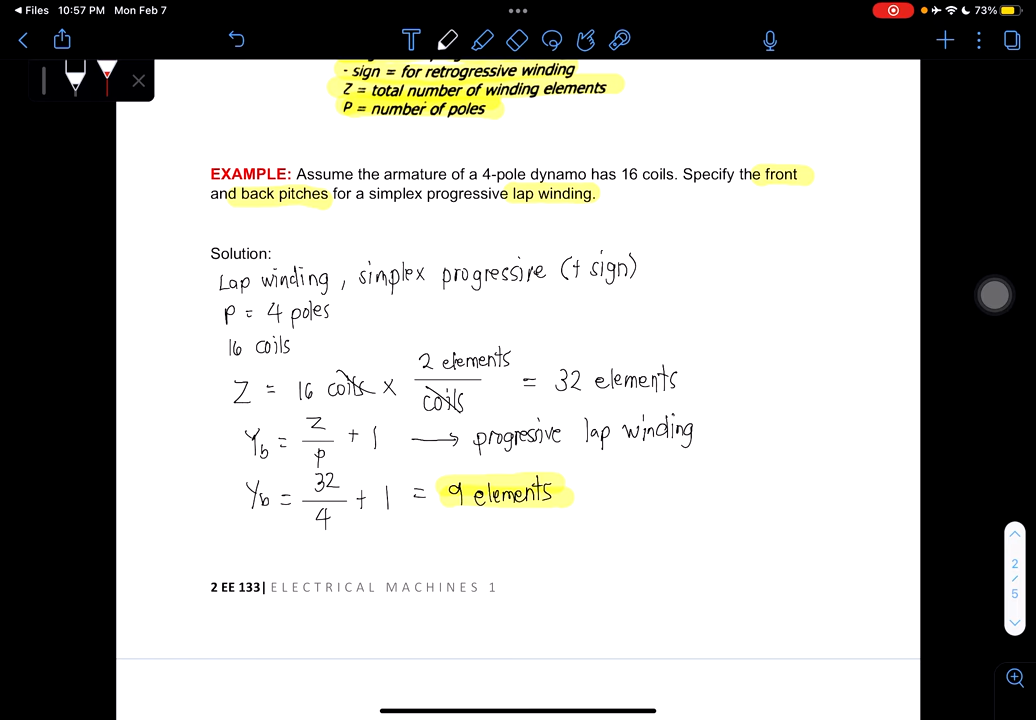 Files 10:57 PM Mon Feb 7 73%
- sign = for retrogressive winding
Z = total number of winding elements
P = number of poles
EXAMPLE: Assume the armature of a 4-pole dynamo has 16 coils. Specify the front
and back pitches for a simplex progressive lap winding.
Solution:
Lap winding, simplex progressive (+ sign)
P = 4 poles
16 coils
Z = 16 coils × 2 elements / coils = 32 elements
Yb = Z / P + 1 → progressive lap winding
Yb = 32 / 4 + 1 = 9 elements
2 EE 133| ELECTRICAL MACHINES 1
2 / 5